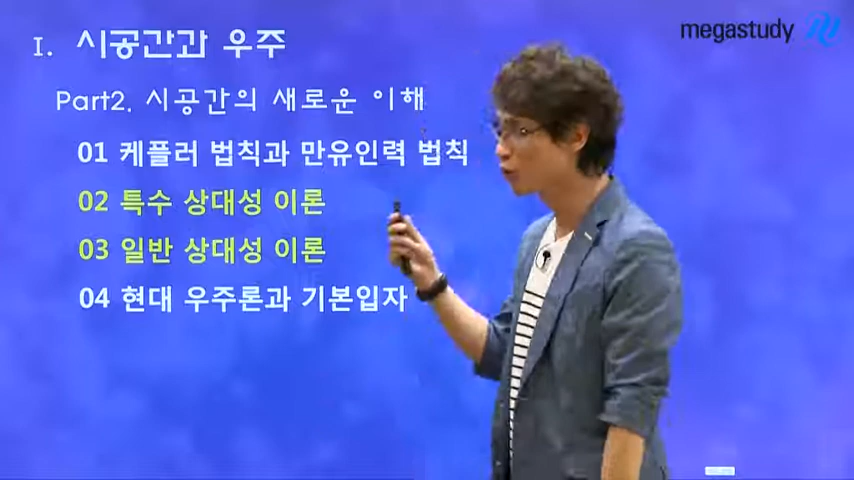 megastudy
I. 시공간과 우주
Part2. 시공간의 새로운 이해
01 케플러 법칙과 만유인력 법칙
02 특수 상대성 이론
03 일반 상대성 이론
04 현대 우주론과 기본입자